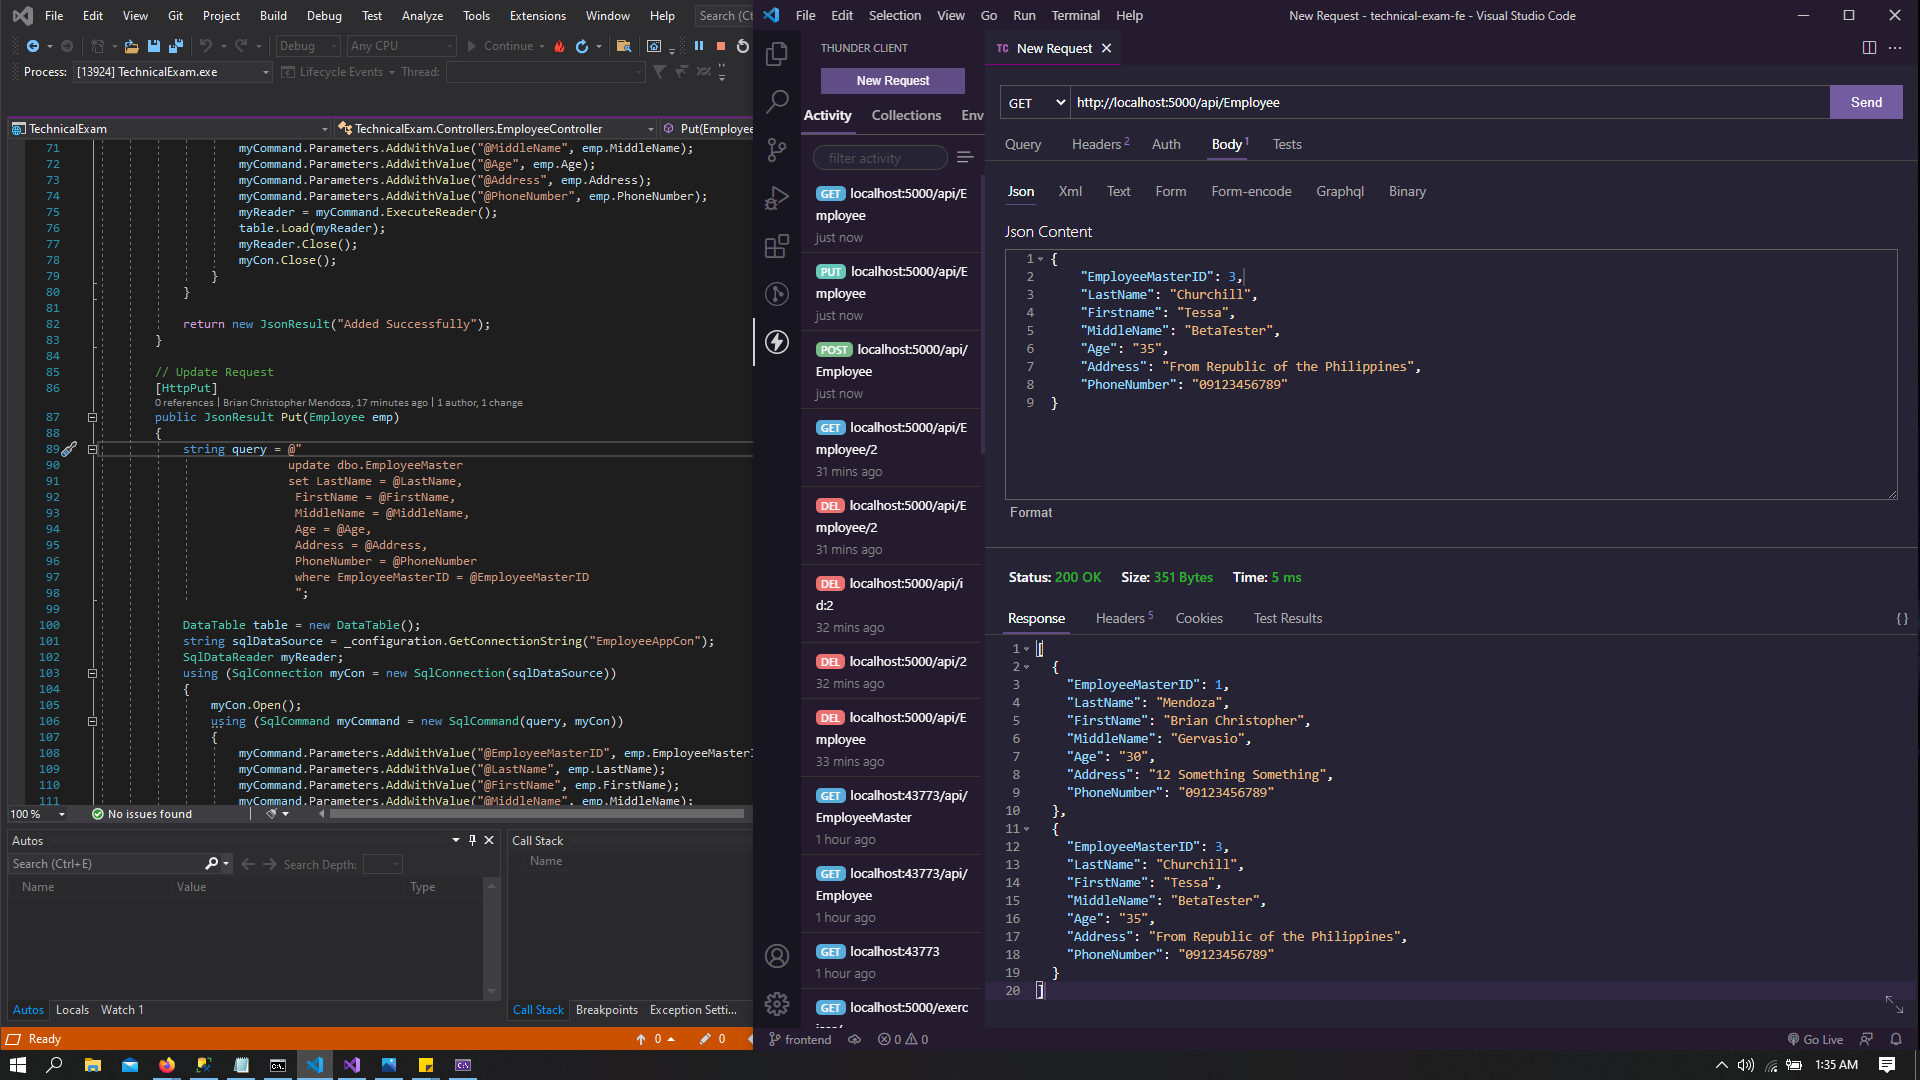 File Edit View Git Project Build Debug Test Analyze Tools Extensions Window Help Search (Ct
Debug Any CPU Continue
Process: [13924] TechnicalExam.exe Lifecycle Events Thread:
TechnicalExam TechnicalExam.Controllers.EmployeeController Put(Employee
71 myCommand.Parameters.AddWithValue("@MiddleName", emp.MiddleName);
72 myCommand.Parameters.AddWithValue("@Age", emp.Age);
73 myCommand.Parameters.AddWithValue("@Address", emp.Address);
74 myCommand.Parameters.AddWithValue("@PhoneNumber", emp.PhoneNumber);
75 myReader = myCommand.ExecuteReader();
76 table.Load(myReader);
77 myReader.Close();
78 myCon.Close();
79 }
80 }
81
82 return new JsonResult("Added Successfully");
83 }
84
85 // Update Request
86 [HttpPut]
0 references | Brian Christopher Mendoza, 17 minutes ago | 1 author, 1 change
87 public JsonResult Put(Employee emp)
88 {
89 string query = @"
90 update dbo.EmployeeMaster
91 set LastName = @LastName,
92 FirstName = @FirstName,
93 MiddleName = @MiddleName,
94 Age = @Age,
95 Address = @Address,
96 PhoneNumber = @PhoneNumber
97 where EmployeeMasterID = @EmployeeMasterID
98 ";
99
100 DataTable table = new DataTable();
101 string sqlDataSource = _configuration.GetConnectionString("EmployeeAppCon");
102 SqlDataReader myReader;
103 using (SqlConnection myCon = new SqlConnection(sqlDataSource))
104 {
105 myCon.Open();
106 using (SqlCommand myCommand = new SqlCommand(query, myCon))
107 {
108 myCommand.Parameters.AddWithValue("@EmployeeMasterID", emp.EmployeeMasterI
109 myCommand.Parameters.AddWithValue("@LastName", emp.LastName);
110 myCommand.Parameters.AddWithValue("@FirstName", emp.FirstName);
111 myCommand.Parameters.AddWithValue("@MiddleName", emp.MiddleName);
100 % No issues found
Autos
Search (Ctrl+E) Search Depth:
Name Value Type
Autos Locals Watch 1
Call Stack
Name
Call Stack Breakpoints Exception Setti...
Ready 0 0
File Edit Selection View Go Run Terminal Help New Request - technical-exam-fe - Visual Studio Code
THUNDER CLIENT
New Request
Activity Collections Env
filter activity
GET localhost:5000/api/E
mployee
just now
PUT localhost:5000/api/E
mployee
just now
POST localhost:5000/api/
Employee
just now
GET localhost:5000/api/E
mployee/2
31 mins ago
DEL localhost:5000/api/E
mployee/2
31 mins ago
DEL localhost:5000/api/i
d:2
32 mins ago
DEL localhost:5000/api/2
32 mins ago
DEL localhost:5000/api/E
mployee
33 mins ago
GET localhost:43773/api/
EmployeeMaster
1 hour ago
GET localhost:43773/api/
Employee
1 hour ago
GET localhost:43773
1 hour ago
GET localhost:5000/exerc
TC New Request
GET http://localhost:5000/api/Employee Send
Query Headers 2 Auth Body 1 Tests
Json Xml Text Form Form-encode Graphql Binary
Json Content
1 {
2 "EmployeeMasterID": 3,
3 "LastName": "Churchill",
4 "Firstname": "Tessa",
5 "MiddleName": "BetaTester",
6 "Age": "35",
7 "Address": "From Republic of the Philippines",
8 "PhoneNumber": "09123456789"
9 }
Format
Status: 200 OK Size: 351 Bytes Time: 5 ms
Response Headers 5 Cookies Test Results { }
1 [
2 {
3 "EmployeeMasterID": 1,
4 "LastName": "Mendoza",
5 "FirstName": "Brian Christopher",
6 "MiddleName": "Gervasio",
7 "Age": "30",
8 "Address": "12 Something Something",
9 "PhoneNumber": "09123456789"
10 },
11 {
12 "EmployeeMasterID": 3,
13 "LastName": "Churchill",
14 "FirstName": "Tessa",
15 "MiddleName": "BetaTester",
16 "Age": "35",
17 "Address": "From Republic of the Philippines",
18 "PhoneNumber": "09123456789"
19 }
20 ]
frontend 0 0 Go Live
1:35 AM